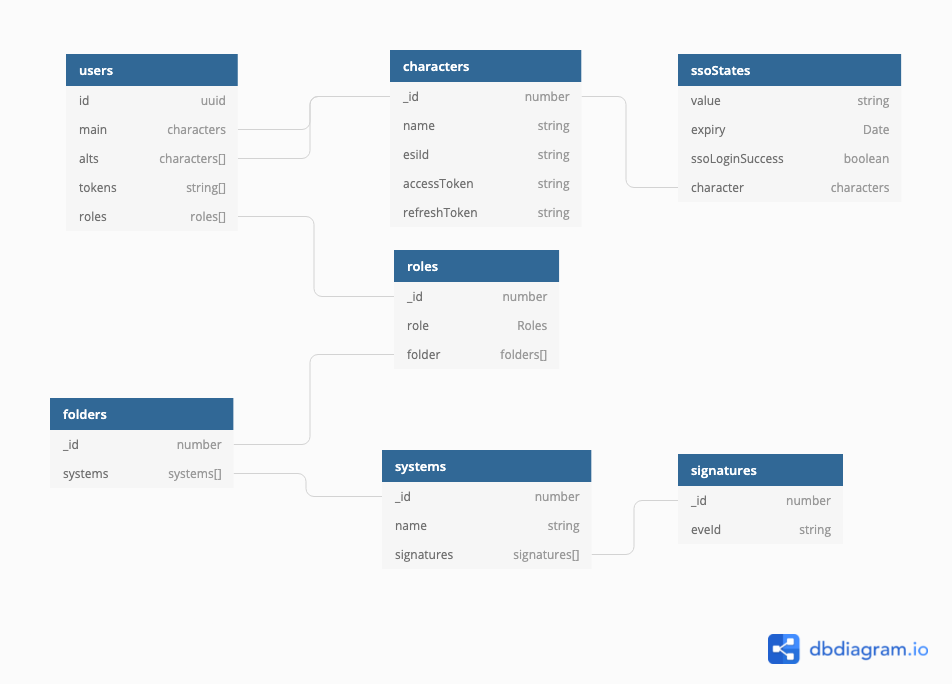 users
id uuid
main characters
alts characters[]
tokens string[]
roles roles[]
characters
_id number
name string
esiId string
accessToken string
refreshToken string
ssoStates
value string
expiry Date
ssoLoginSuccess boolean
character characters
roles
_id number
role Roles
folder folders[]
folders
_id number
systems systems[]
systems
_id number
name string
signatures signatures[]
signatures
_id number
eveId string
dbdiagram.io